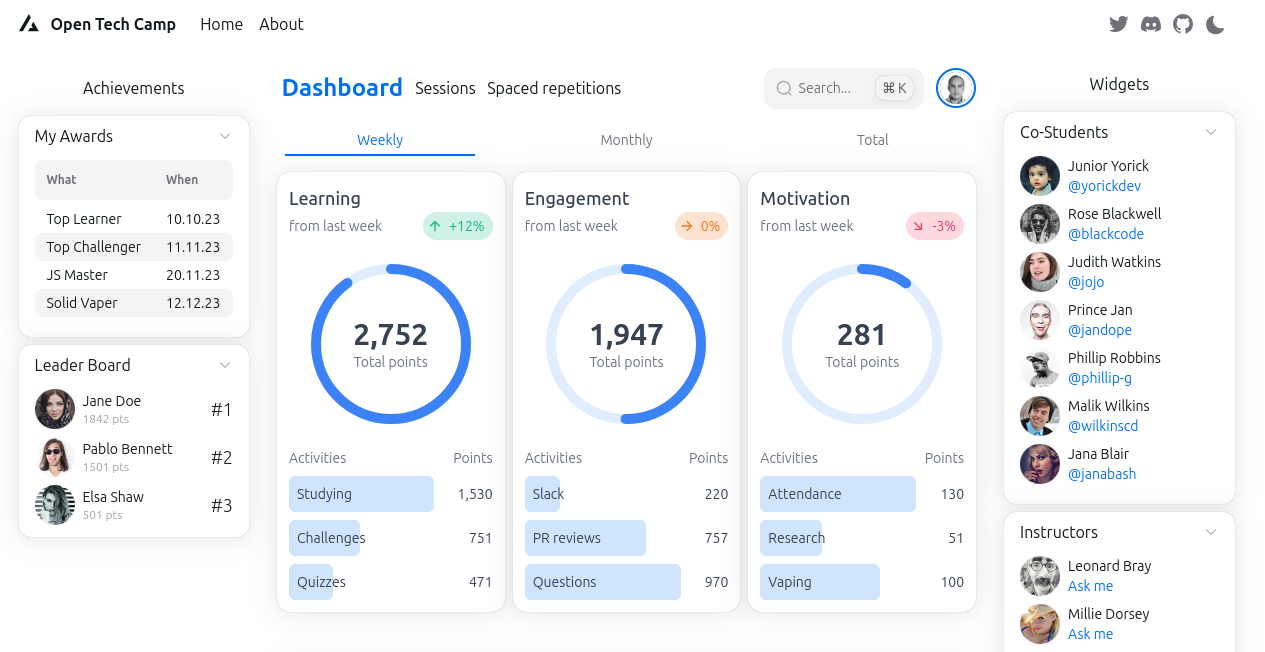 Open Tech Camp Home About
Achievements
My Awards
What When
Top Learner 10.10.23
Top Challenger 11.11.23
JS Master 20.11.23
Solid Vaper 12.12.23
Leader Board
Jane Doe
1842 pts
#1
Pablo Bennett
1501 pts
#2
Elsa Shaw
501 pts
#3
Dashboard Sessions Spaced repetitions
Search... ⌘ K
Weekly Monthly Total
Learning
from last week +12%
2,752
Total points
Activities Points
Studying 1,530
Challenges 751
Quizzes 471
Engagement
from last week 0%
1,947
Total points
Activities Points
Slack 220
PR reviews 757
Questions 970
Motivation
from last week -3%
281
Total points
Activities Points
Attendance 130
Research 51
Vaping 100
Widgets
Co-Students
Junior Yorick
@yorickdev
Rose Blackwell
@blackcode
Judith Watkins
@jojo
Prince Jan
@jandope
Phillip Robbins
@phillip-g
Malik Wilkins
@wilkinscd
Jana Blair
@janabash
Instructors
Leonard Bray
Ask me
Millie Dorsey
Ask me